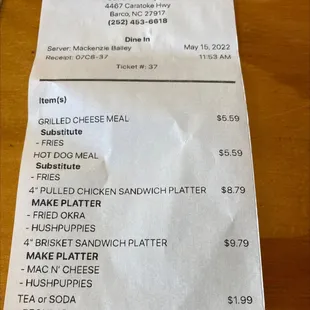 4467 Caratoke Hwy
Barco, NC 27917
(252) 453-6618
Dine In
Server: Mackenzie Bailey May 15, 2022
Receipt: 07C8-37 11:53 AM
Ticket #: 37
Item(s)
GRILLED CHEESE MEAL $5.59
Substitute
- FRIES
HOT DOG MEAL $5.59
Substitute
- FRIES
4" PULLED CHICKEN SANDWICH PLATTER $8.79
MAKE PLATTER
- FRIED OKRA
- HUSHPUPPIES
4" BRISKET SANDWICH PLATTER $9.79
MAKE PLATTER
- MAC N' CHEESE
- HUSHPUPPIES
TEA or SODA $1.99